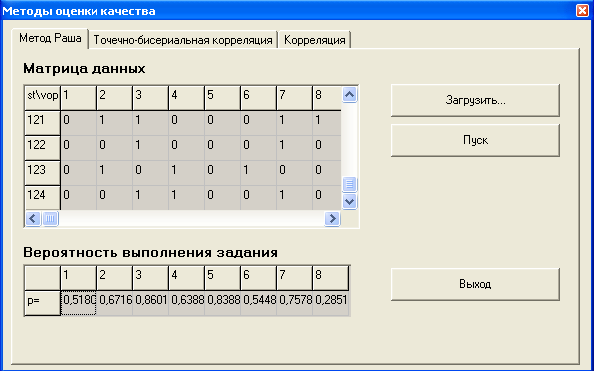 Методы оценки качества
Метод Раша Точечно-бисериальная корреляция Корреляция
Матрица данных
st\vop 1 2 3 4 5 6 7 8
121 0 1 1 0 0 0 1 1
122 0 0 1 0 0 0 1 0
123 0 1 0 1 0 1 0 0
124 0 0 1 1 0 0 1 0
Загрузить...
Пуск
Вероятность выполнения задания
1 2 3 4 5 6 7 8
p= 0,5180 0,6716 0,8601 0,6388 0,8388 0,5448 0,7578 0,2851
Выход